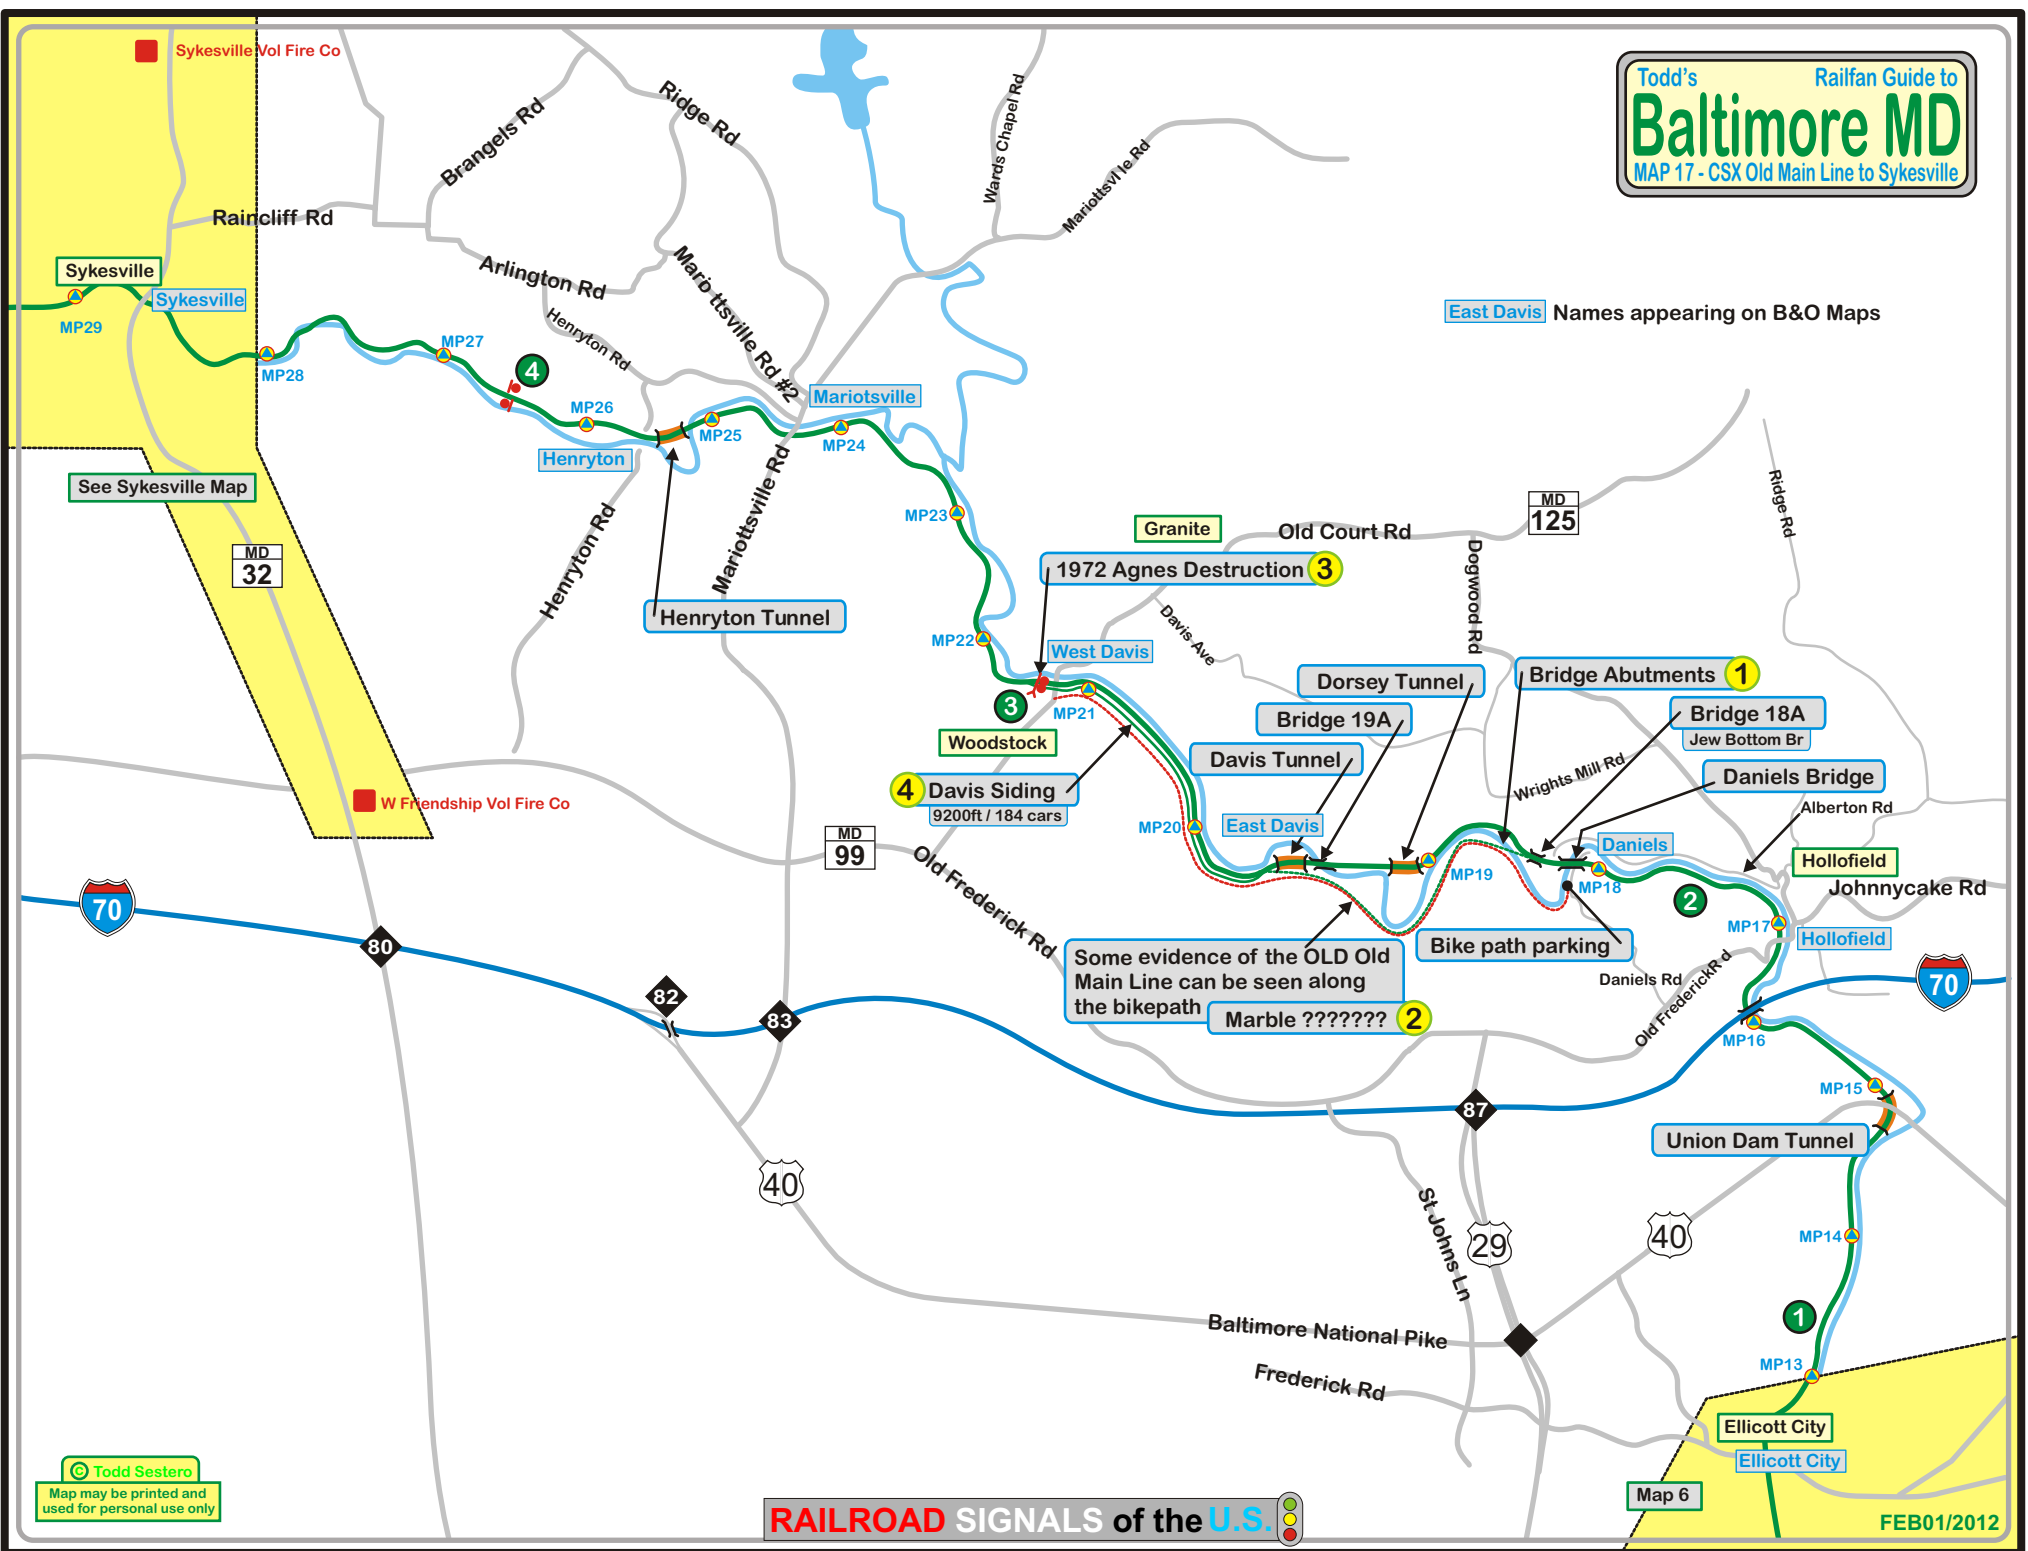 Sykesville Vol Fire Co
Todd's
Railfan Guide to
Baltimore MD
MAP 17 - CSX Old Main Line to Sykesville
Brangels Rd
Ridge Rd
Wards Chapel Rd
Mariottsvl le Rd
Raincliff Rd
Arlington Rd
Mario ttsville Rd #2
Henryton Rd
Sykesville
Sykesville
MP29
MP28
MP27
4
MP26
MP25
Mariotsville
MP24
Henryton
East Davis
Names appearing on B&O Maps
See Sykesville Map
MD
32
Henryton Rd
Mariottsville Rd
Henryton Tunnel
MP23
MP22
Granite
Old Court Rd
MD
125
Ridge Rd
Dogwood Rd
1972 Agnes Destruction
3
Davis Ave
West Davis
3
MP21
Woodstock
Dorsey Tunnel
Bridge Abutments
1
Bridge 19A
Bridge 18A
Jew Bottom Br
Davis Tunnel
Daniels Bridge
Wrights Mill Rd
Alberton Rd
4
Davis Siding
9200ft / 184 cars
MP20
East Davis
Daniels
Hollofield
Johnnycake Rd
W Friendship Vol Fire Co
MD
99
Old Frederick Rd
MP19
MP18
2
MP17
Hollofield
70
80
82
83
Some evidence of the OLD Old
Main Line can be seen along
the bikepath
Marble ???????
2
Bike path parking
Daniels Rd
Old FrederickR d
70
MP16
MP15
87
Union Dam Tunnel
40
St Johns Ln
29
40
MP14
1
Baltimore National Pike
Frederick Rd
MP13
Ellicott City
Ellicott City
Map 6
© Todd Sestero
Map may be printed and
used for personal use only
RAILROAD SIGNALS of the U.S.
FEB01/2012